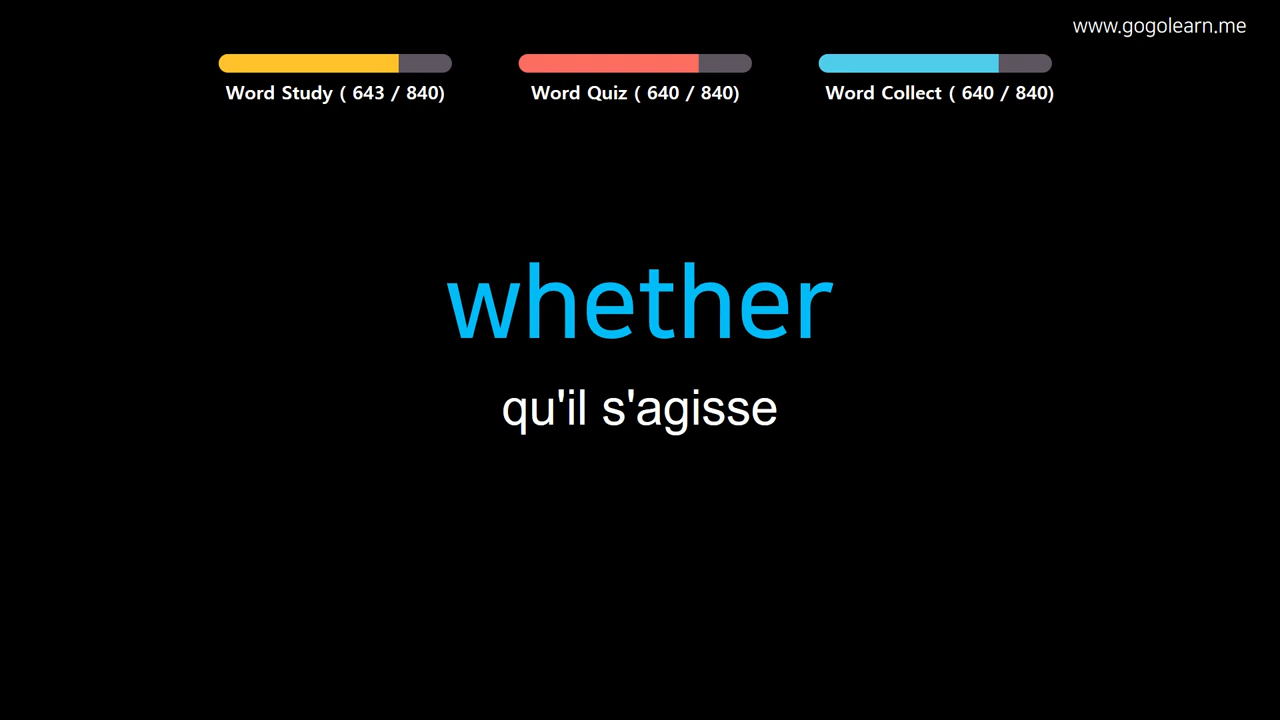 www.gogolearn.me
Word Study ( 643 / 840)
Word Quiz ( 640 / 840)
Word Collect ( 640 / 840)
whether
qu'il s'agisse